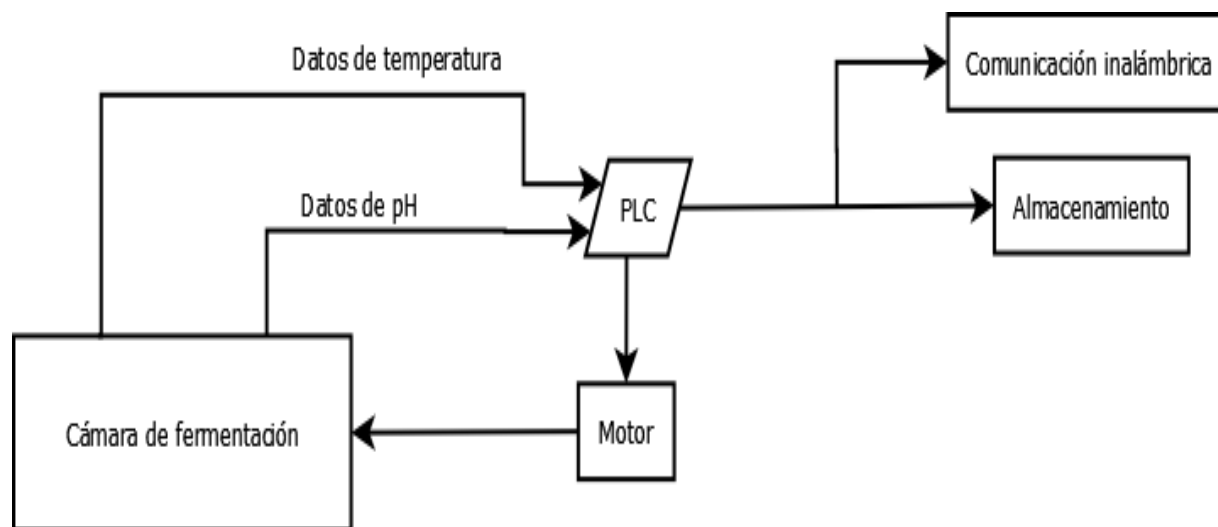 Datos de temperatura
Comunicación inalámbrica
Datos de pH
PLC
Almacenamiento
Cámara de fermentación
Motor